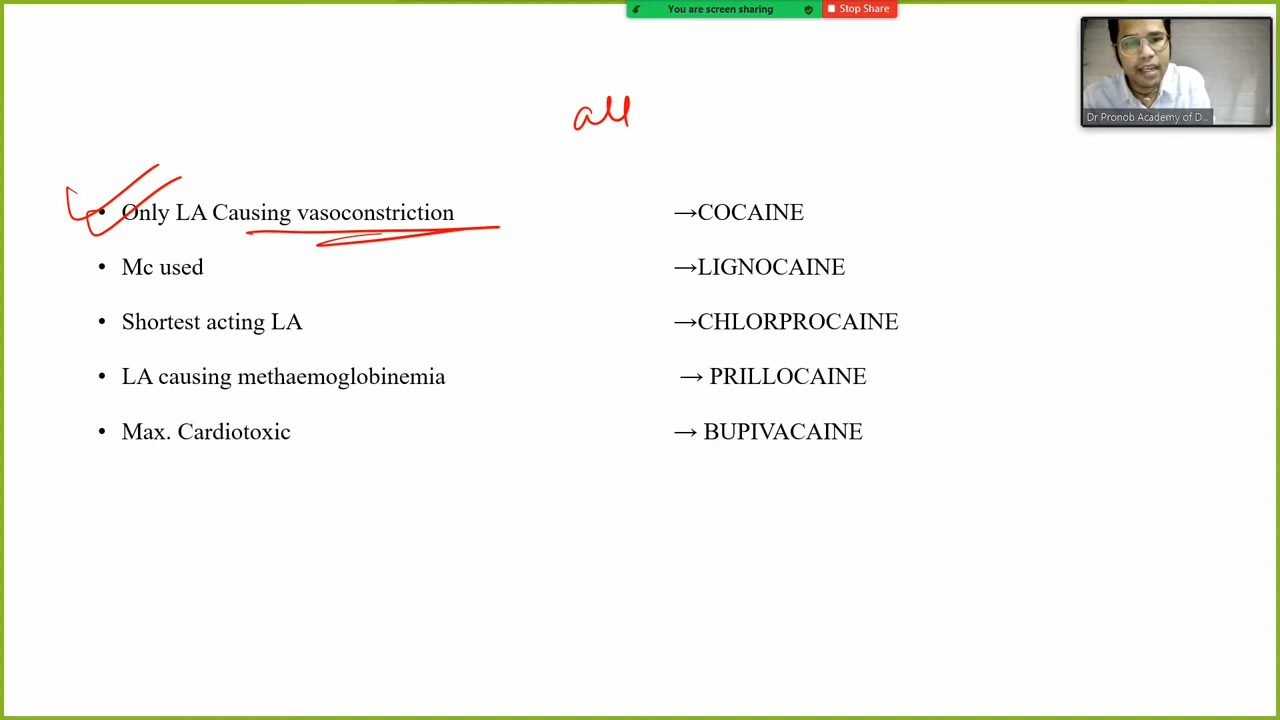 You are screen sharing
Stop Share
Dr Pronob Academy of D...
all
• Only LA Causing vasoconstriction →COCAINE
• Mc used →LIGNOCAINE
• Shortest acting LA →CHLORPROCAINE
• LA causing methaemoglobinemia → PRILLOCAINE
• Max. Cardiotoxic → BUPIVACAINE